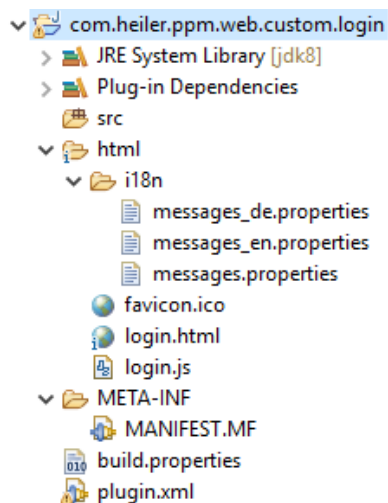 com.heiler.ppm.web.custom.login
JRE System Library [jdk8]
Plug-in Dependencies
src
html
i18n
messages_de.properties
messages_en.properties
messages.properties
favicon.ico
login.html
login.js
META-INF
MANIFEST.MF
010 build.properties
plugin.xml